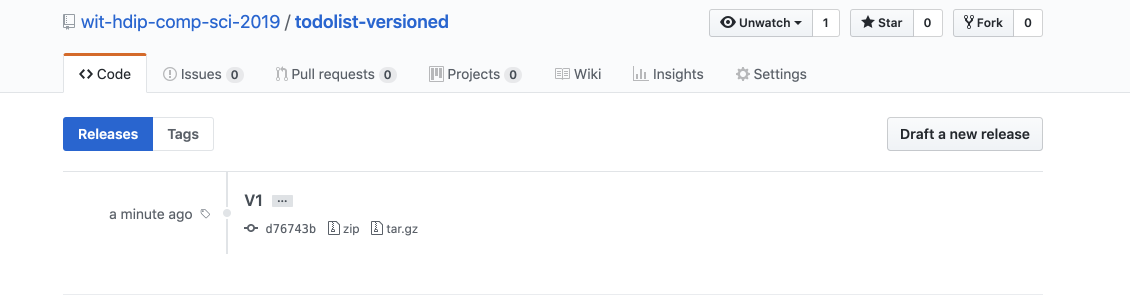 wit-hdip-comp-sci-2019 / todolist-versioned Unwatch 1 Star 0 Fork 0
Code Issues 0 Pull requests 0 Projects 0 Wiki Insights Settings
Releases Tags Draft a new release
V1 ...
a minute ago
d76743b zip tar.gz